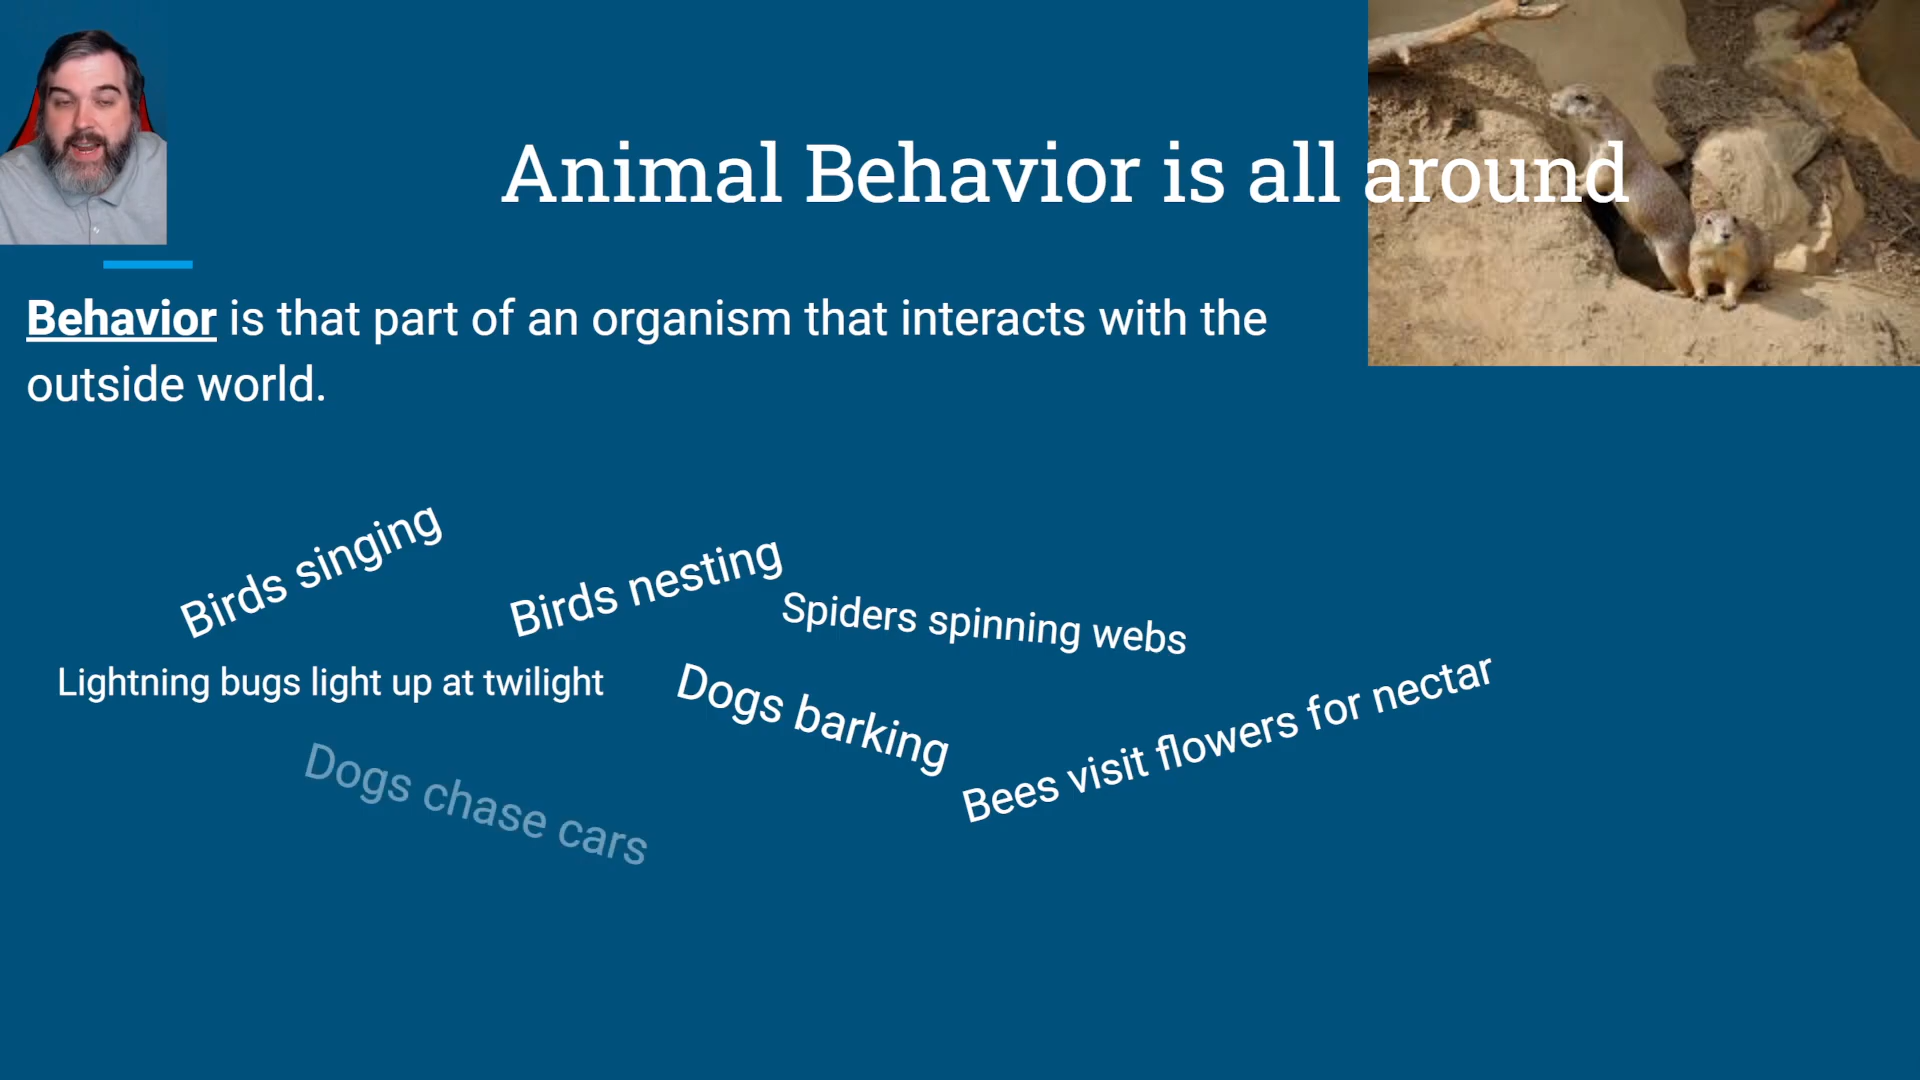 Animal Behavior is all around
Behavior is that part of an organism that interacts with the
outside world.
Birds singing
Birds nesting
Spiders spinning webs
Lightning bugs light up at twilight
Dogs barking
Bees visit flowers for nectar
Dogs chase cars